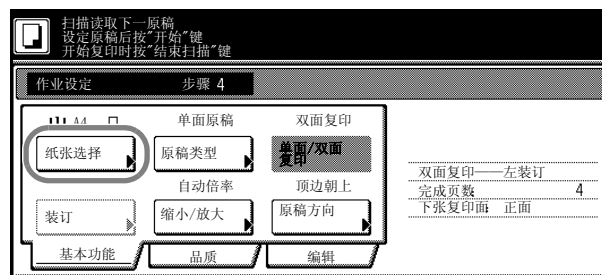 扫描读取下一原稿
设定原稿后按"开始"键
开始复印时按"结束扫描"键
作业设定 步骤 4
A4 单面原稿 双面复印
纸张选择 原稿类型 单面/双面
复印
自动倍率 顶边朝上
装订 缩小/放大 原稿方向
基本功能 品质 编辑
双面复印——左装订
完成页数 4
下张复印面 正面